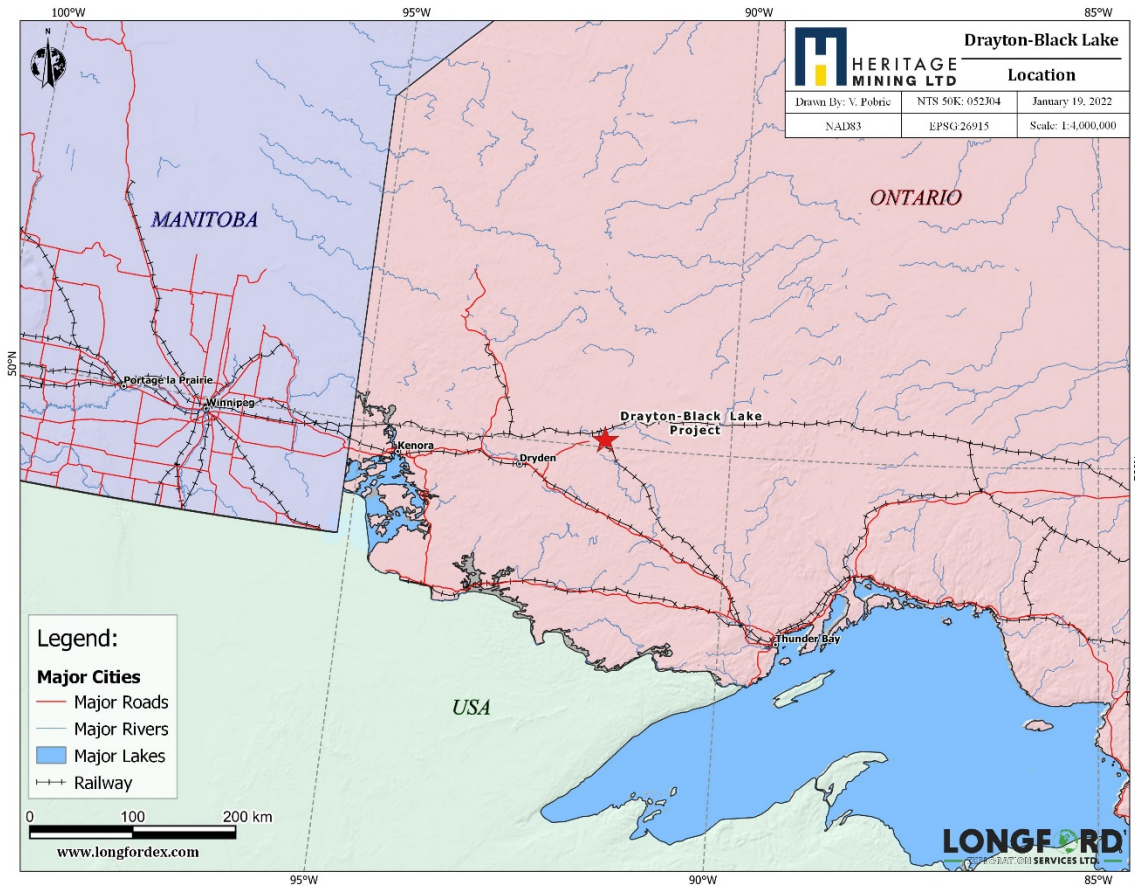 100°W
95°W
90°W
85°W
N
HERITAGE
MINING LTD
Drayton-Black Lake
Location
Drawn By: V. Pobric
NTS 50K: 052J04
January 19, 2022
NAD83
EPSG:26915
Scale: 1:4,000,000
MANITOBA
ONTARIO
50°N
Portage la Prairie
Winnipeg
Kenora
Dryden
Drayton-Black Lake
Project
Thunder Bay
USA
Legend:
Major Cities
Major Roads
Major Rivers
Major Lakes
Railway
0
200 km
www.longfordex.com
LONGFORD
EXPLORATION SERVICES LTD.
95°W
90°W
85°W